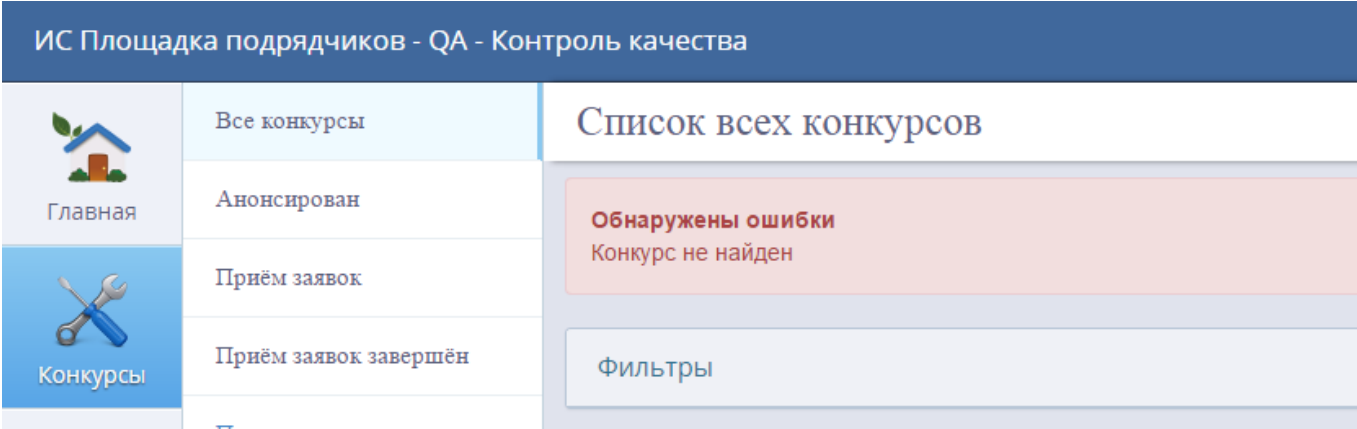 ИС Площадка подрядчиков - QA - Контроль качества
Главная
Конкурсы
Все конкурсы
Анонсирован
Приём заявок
Приём заявок завершён
Список всех конкурсов
Обнаружены ошибки
Конкурс не найден
Фильтры